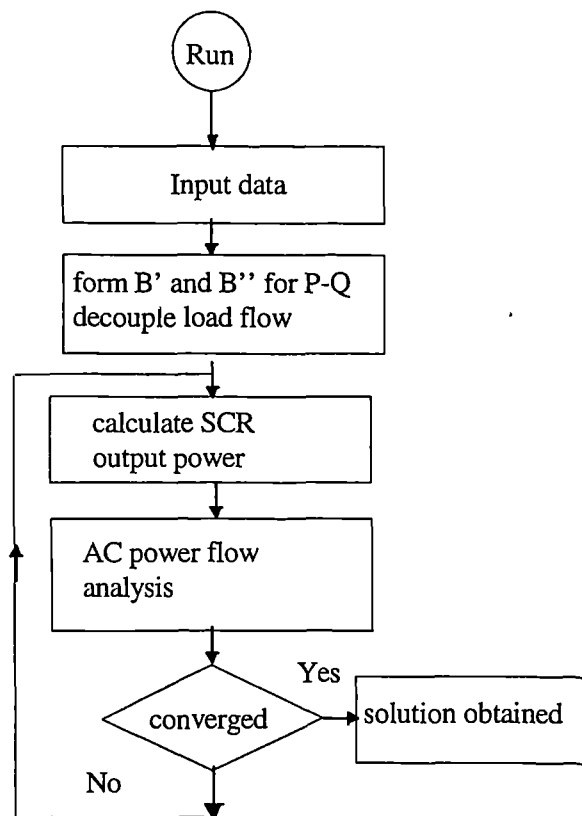 Run
Input data
form B' and B'' for P-Q
decouple load flow
calculate SCR
output power
AC power flow
analysis
Yes
converged
solution obtained
No